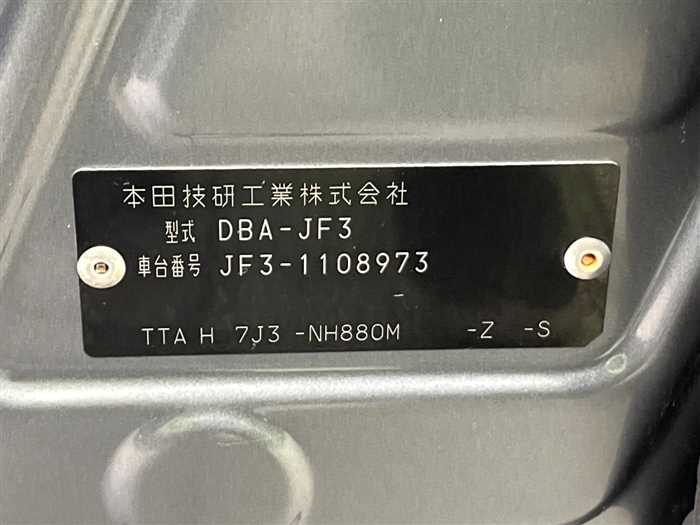 本田技研工業株式会社
型式 DBA-JF3
車台番号 JF3-1108973
-
TTA H 7J3 -NH880M -Z -S